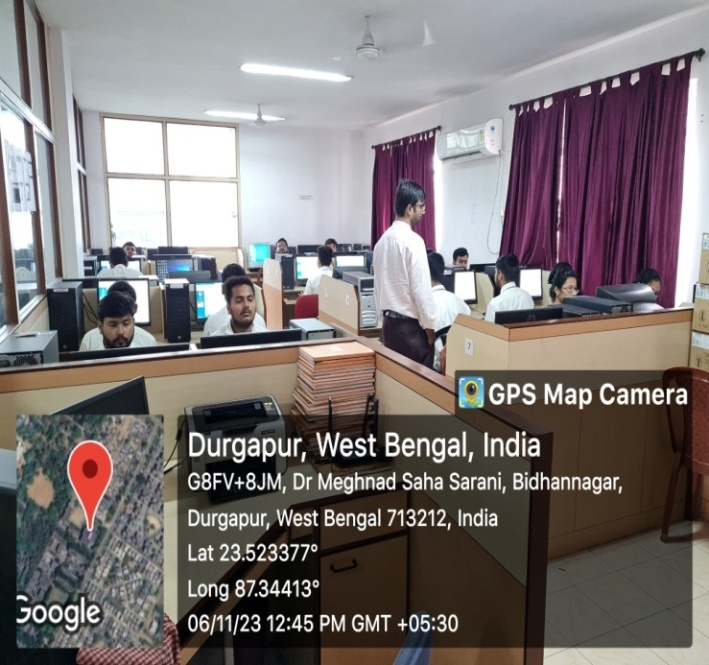 GPS Map Camera
Durgapur, West Bengal, India
G8FV+8JM, Dr Meghnad Saha Sarani, Bidhannagar,
Durgapur, West Bengal 713212, India
Lat 23.523377°
Long 87.34413°
06/11/23 12:45 PM GMT +05:30
Google